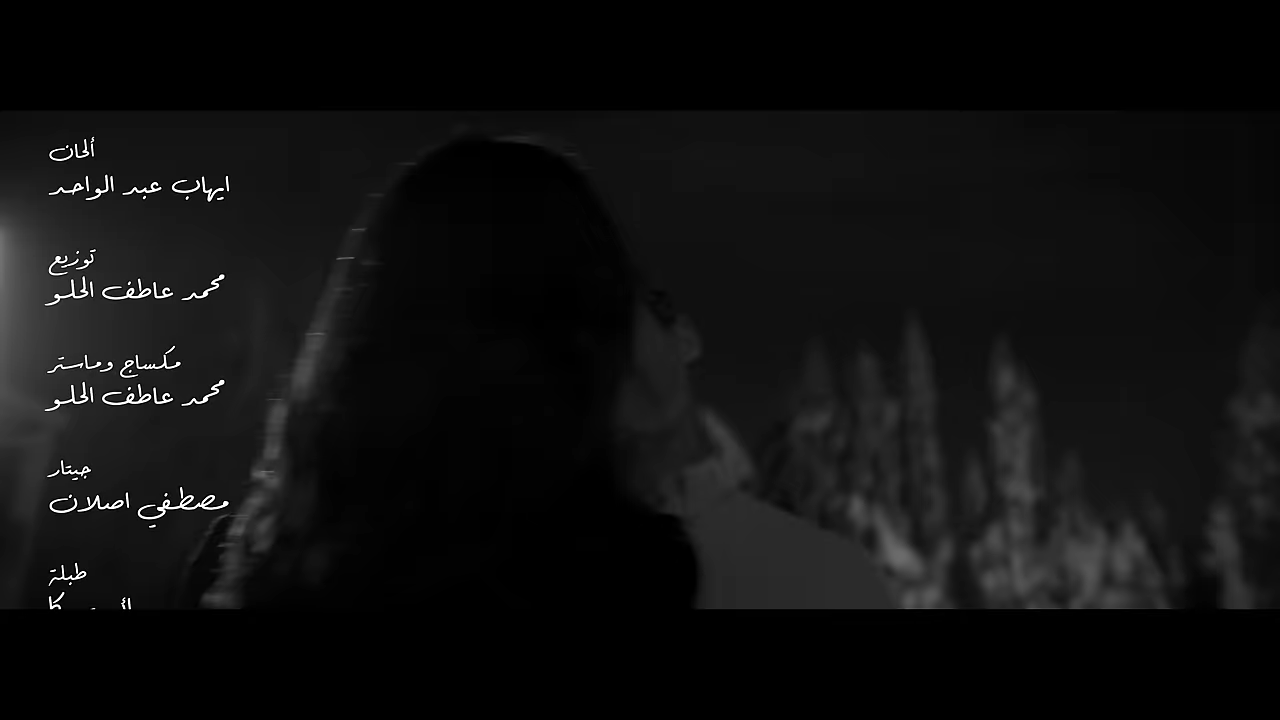 ألحان
ايهاب عبد الواحد
توزيع
محمد عاطف الحلو
مكساج وماستر
محمد عاطف الحلو
جيتار
مصطفي اصلان
طبلة